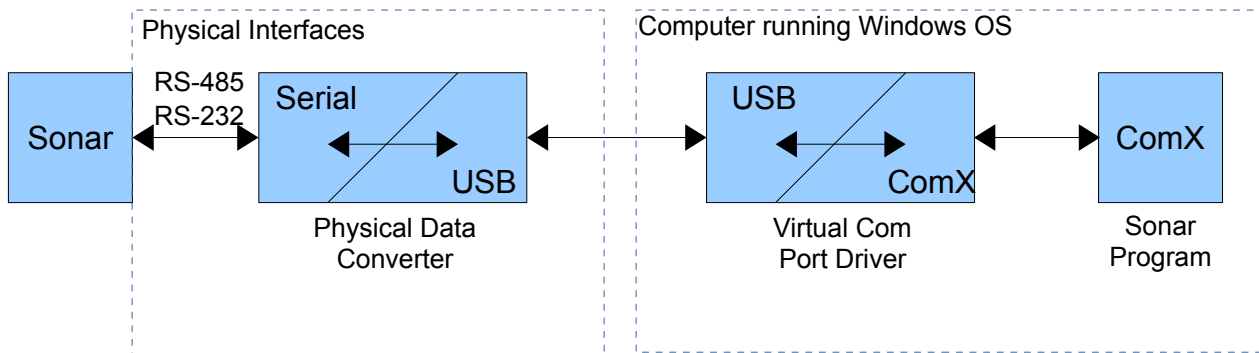 Physical Interfaces
Computer running Windows OS
Sonar
RS-485
RS-232
Serial
USB
Physical Data
Converter
USB
ComX
Virtual Com
Port Driver
ComX
Sonar
Program